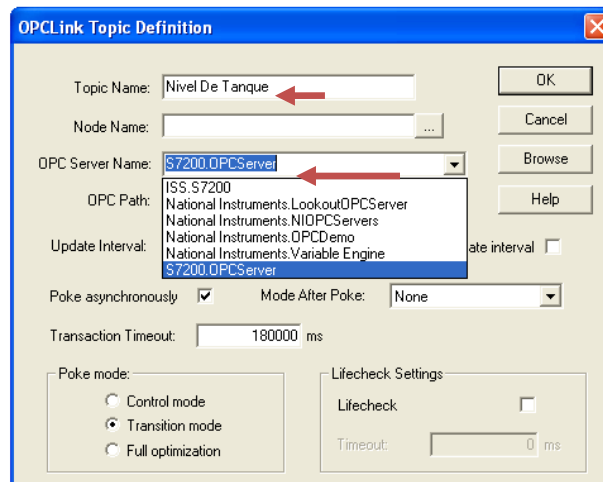 OPCLink Topic Definition
Topic Name: Nivel De Tanque
OK
Node Name: ...
Cancel
OPC Server Name: S7200.OPCServer
Browse
ISS.S7200
OPC Path:
National Instruments.LookoutOPCServer
Help
National Instruments.NIOPCServers
National Instruments.OPCDemo
Update Interval:
ate interval
National Instruments.Variable Engine
S7200.OPCServer
Poke asynchronously
Mode After Poke: None
Transaction Timeout: 180000 ms
Poke mode:
Control mode
Transition mode
Full optimization
Lifecheck Settings
Lifecheck
Timeout: 0 ms